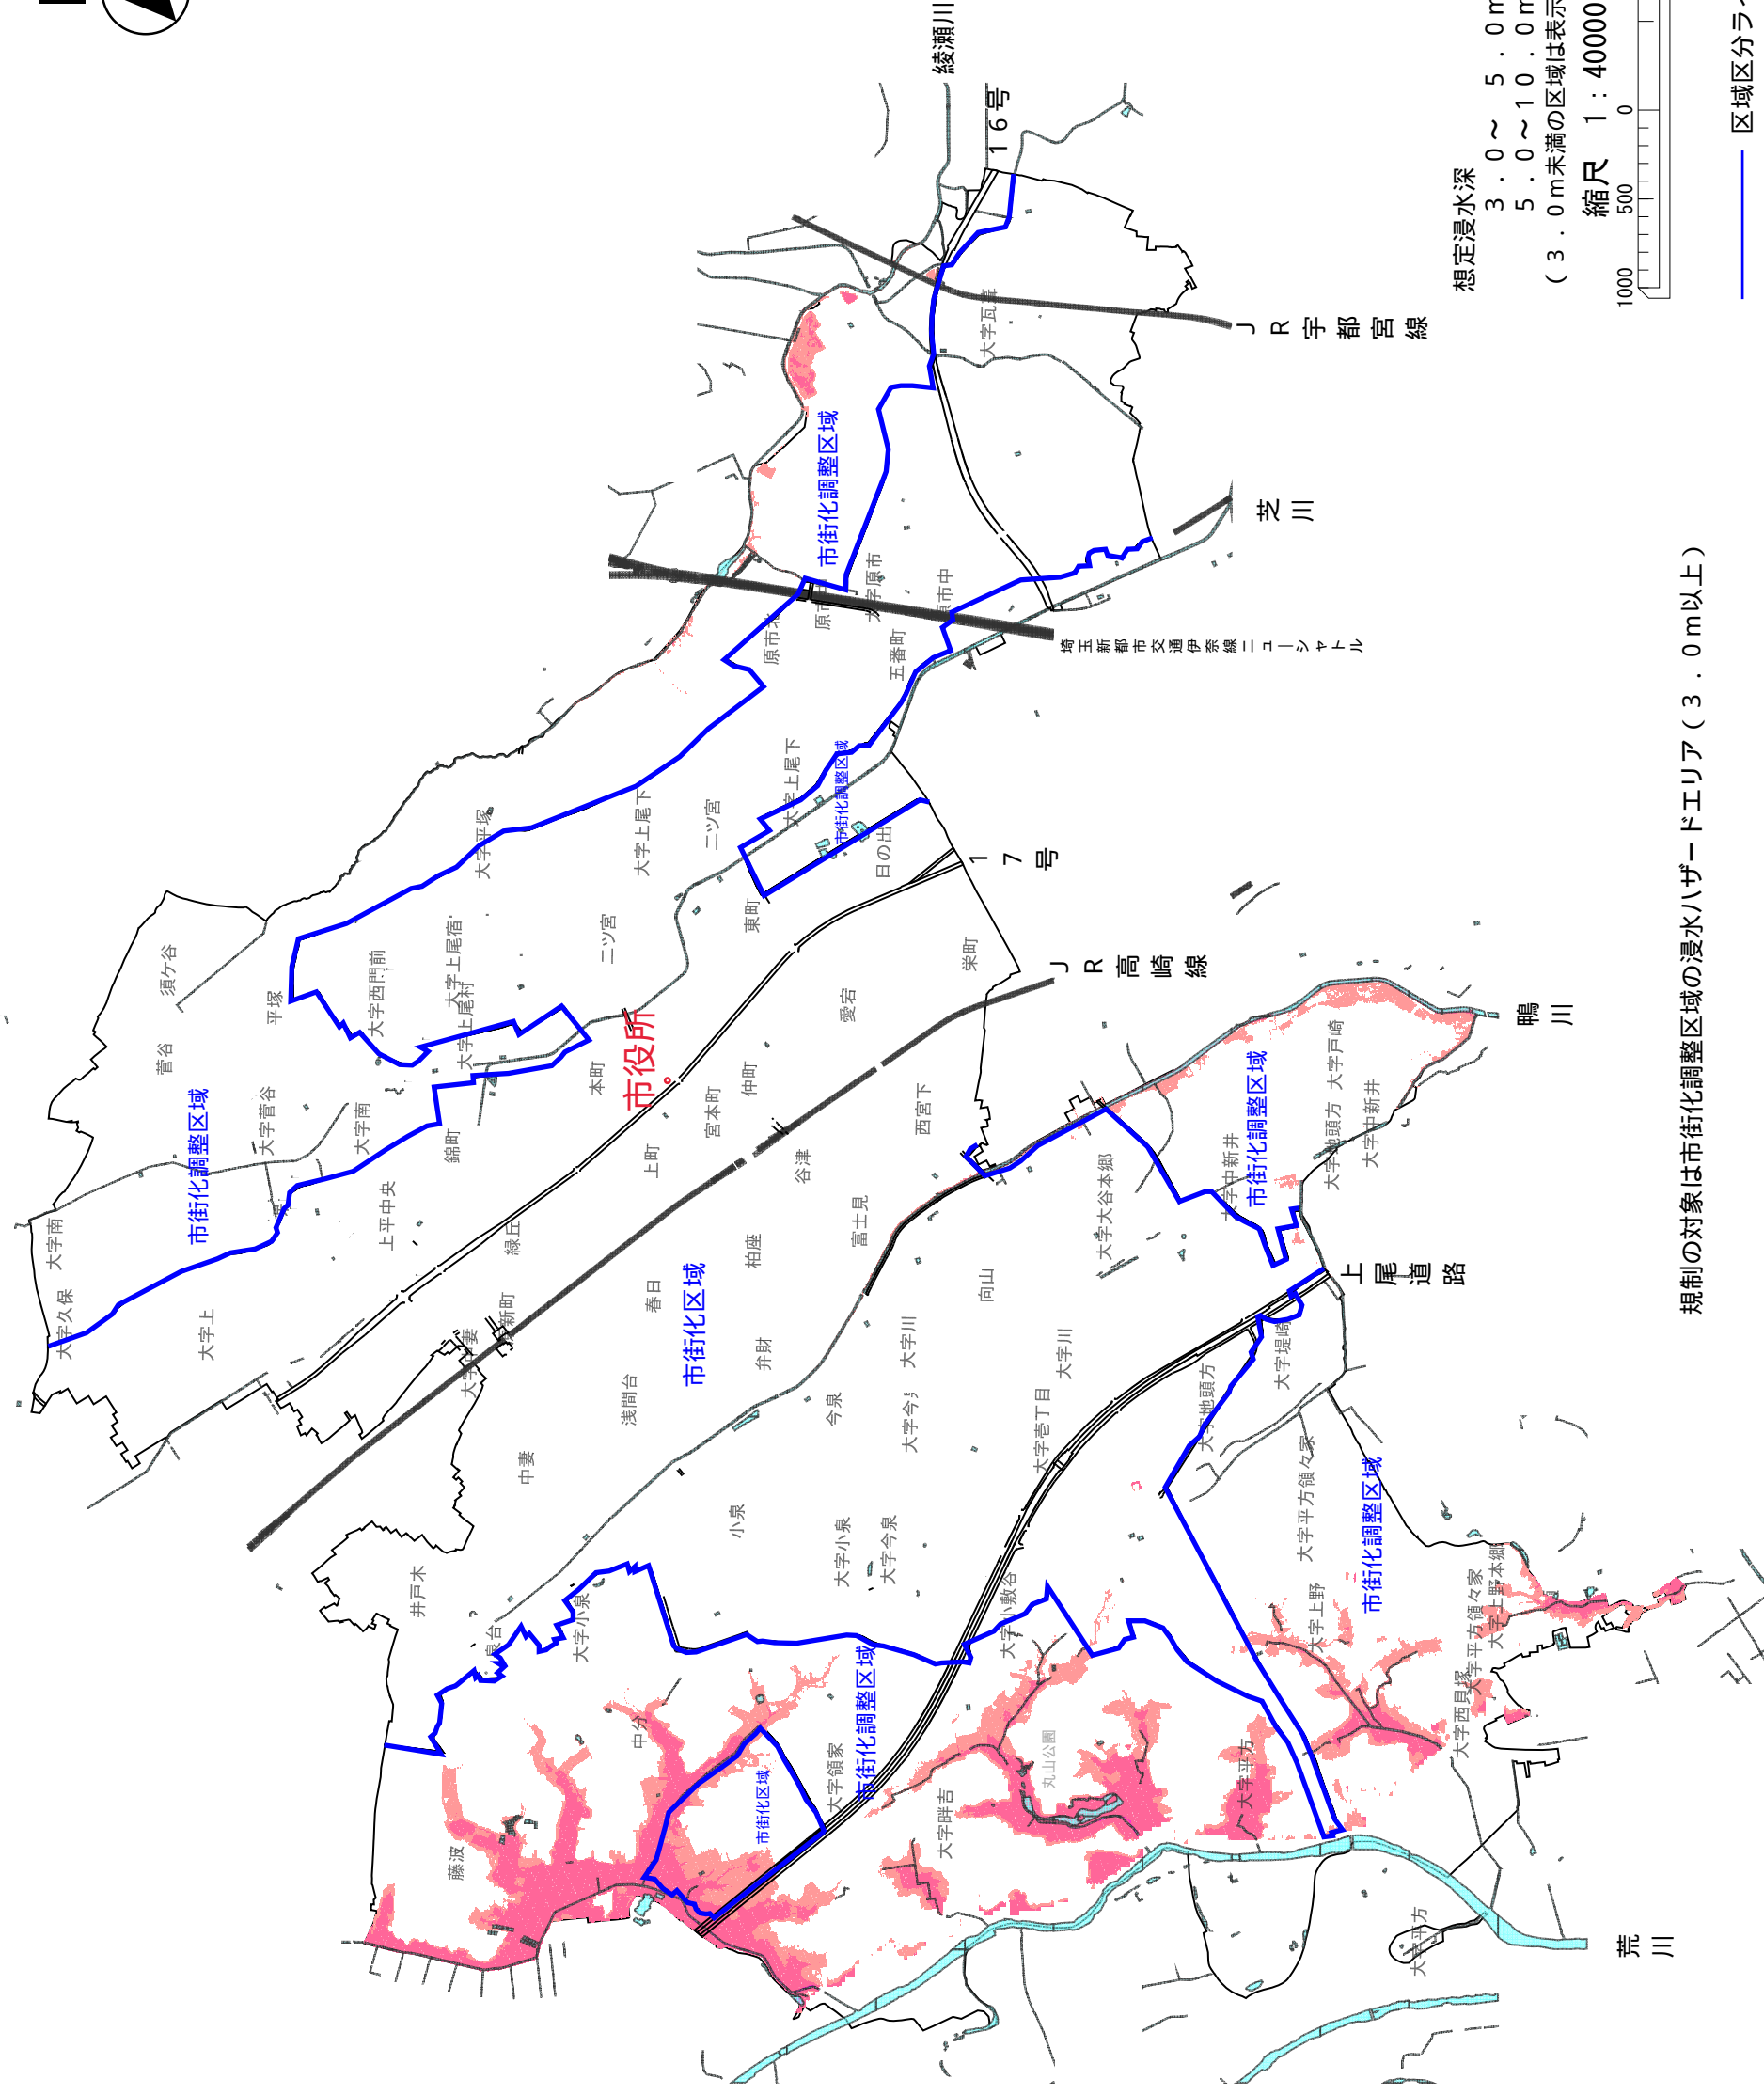 綾瀬川
16号
想定浸水深
3.0～ 5.0m
5.0～10.0m
(3.0m未満の区域は表示
縮尺 1:40000
1000 500 0
区域区分ライ
規制の対象は市街化調整区域の浸水ハザードエリア(3.0m以上)
JR宇都宮線
大字瓦葺
市街化調整区域
芝川
埼玉新都市交通伊奈線ニューシャトル
原市北
大字原市
原市中
五番町
大字上尾下
市街化調整区域
日の出
17号
二ツ宮
大字上尾下
大字平塚
東町
二ツ宮
栄町
JR高崎線
愛宕
須ケ谷
平塚
大字西門前
大字上尾宿
大字上尾村
菅谷
市街化調整区域
大字菅谷
大字南
錦町
本町
市役所
宮本町
仲町
西宮下
上町
谷津
鴨川
市街化調整区域
大字戸崎
大字地頭方
大字中新井
大字中新井
大字大谷本郷
大字南
大字久保
大字上
上平中央
緑丘
春日
柏座
富士見
向山
上尾道路
市街化区域
弁財
大字川
大字川
浅間台
今泉
大字壱丁目
大字地頭方
大字堤崎
中妻
小泉
大字小泉
大字今泉
大字平方領々家
市街化調整区域
井戸木
大字小泉
大字小敷谷
大字上野
大字平方領々家
大字上野本郷
大字西貝塚
中分
市街化調整区域
大字領家
市街化区域
丸山公園
大字平方
藤波
大字畔吉
大字平方
荒川